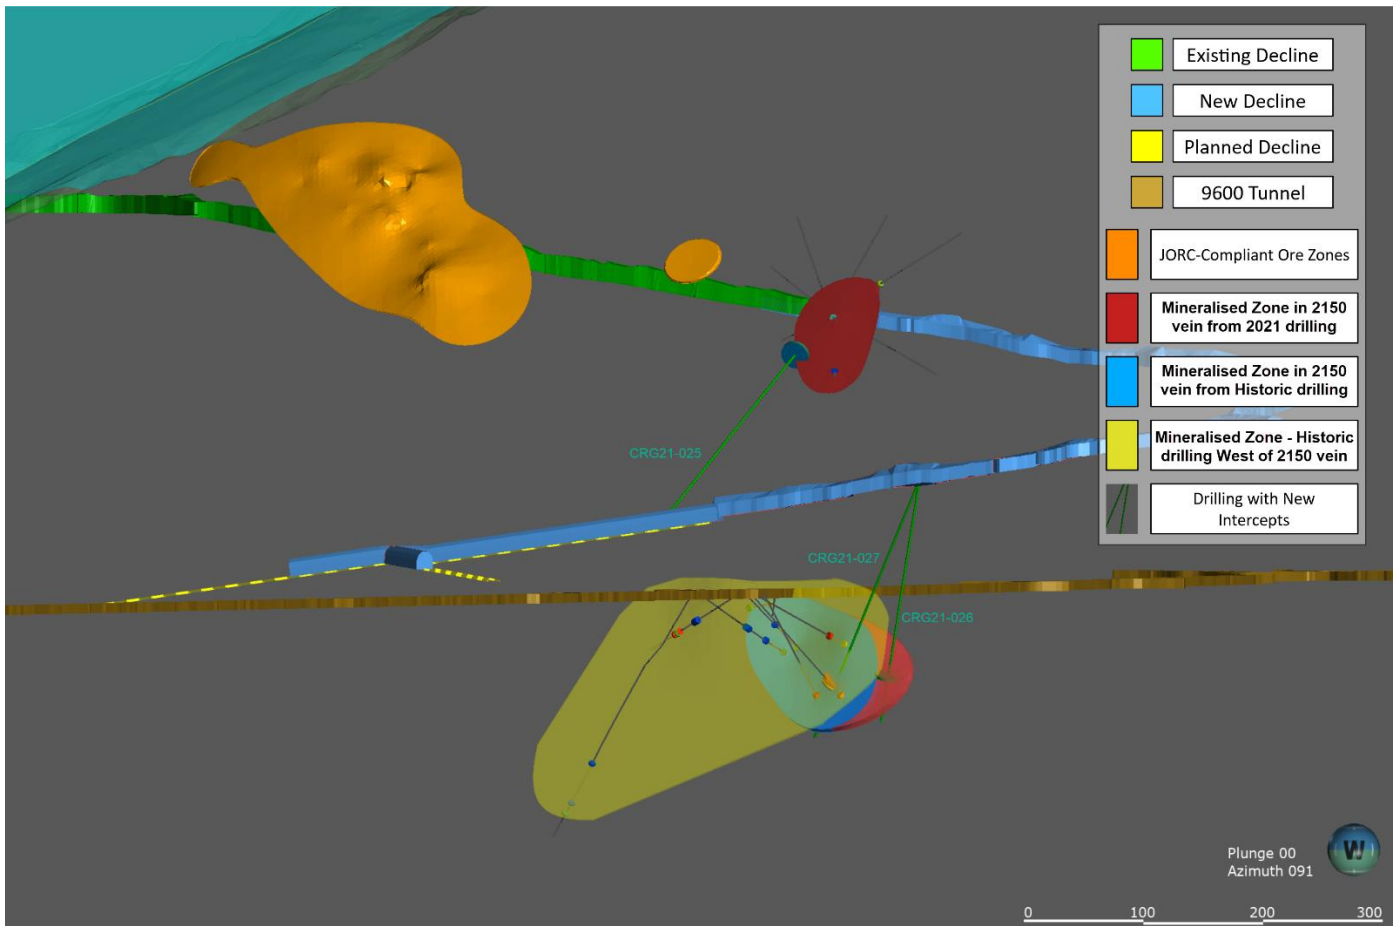 Existing Decline
New Decline
Planned Decline
9600 Tunnel
JORC-Compliant Ore Zones
Mineralised Zone in 2150
vein from 2021 drilling
Mineralised Zone in 2150
vein from Historic drilling
Mineralised Zone - Historic
drilling West of 2150 vein
Drilling with New
Intercepts
CRG21-025
CRG21-027
CRG21-026
Plunge 00
Azimuth 091
W
0 100 200 300